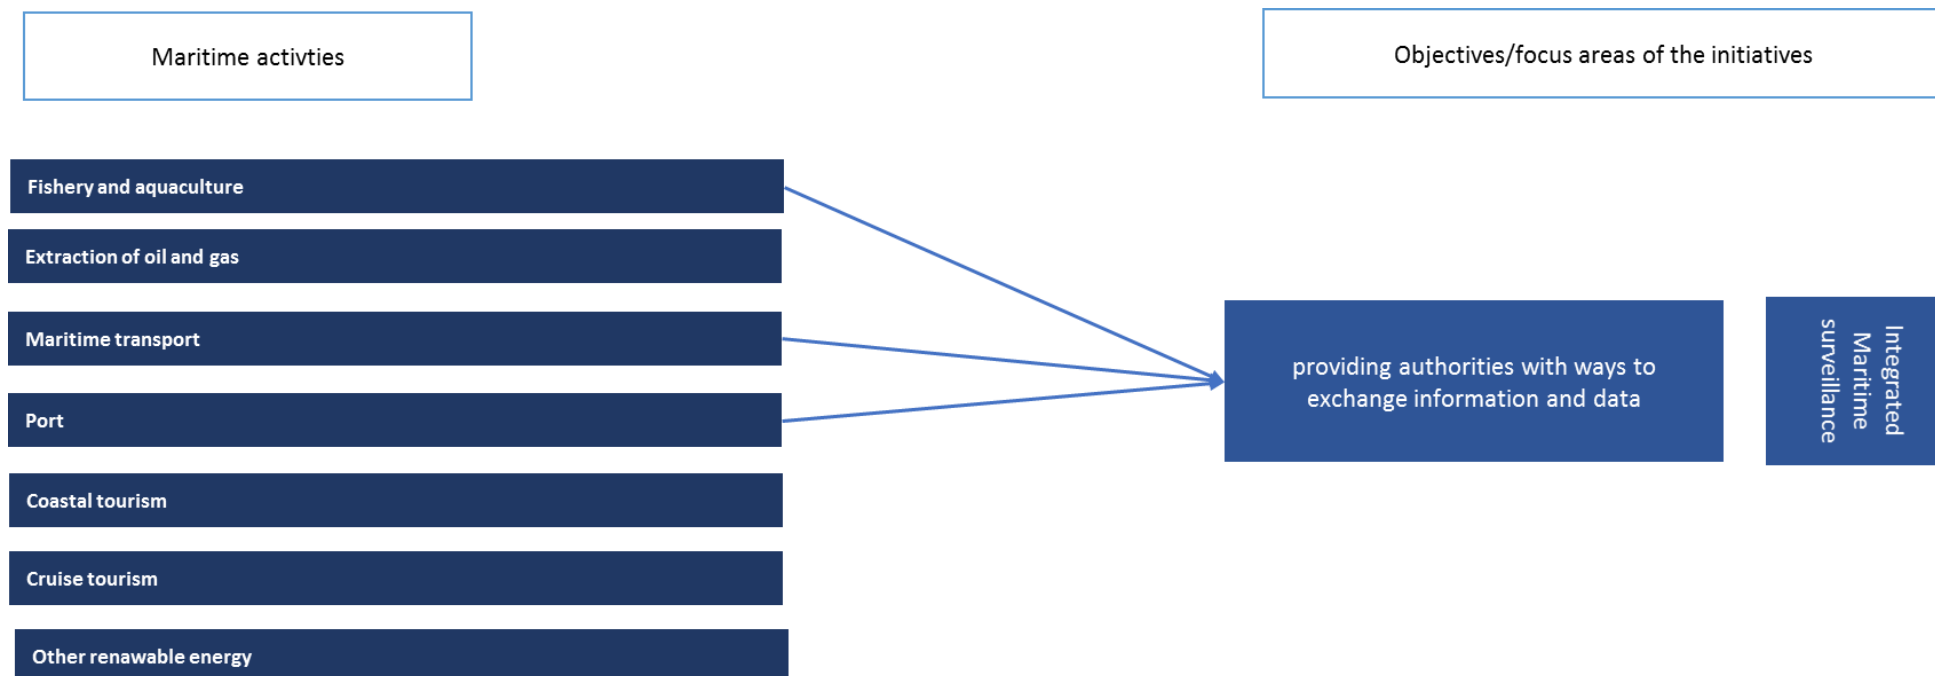 Maritime activties
Objectives/focus areas of the initiatives
Fishery and aquaculture
Extraction of oil and gas
Maritime transport
Port
Coastal tourism
Cruise tourism
Other renawable energy
providing authorities with ways to
exchange information and data
Integrated
Maritime
surveillance